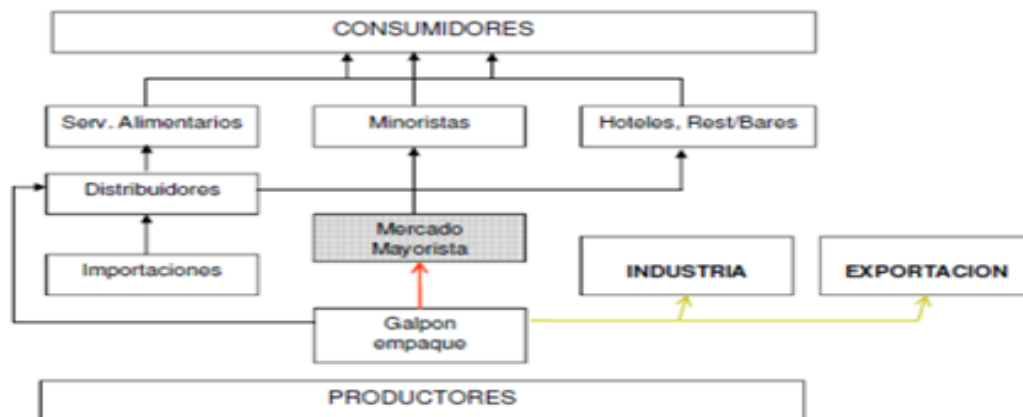 CONSUMIDORES
Serv. Alimentarios
Minoristas
Hoteles, Rest/Bares
Distribuidores
Mercado
Mayorista
Importaciones
INDUSTRIA
EXPORTACION
Galpon
empaque
PRODUCTORES